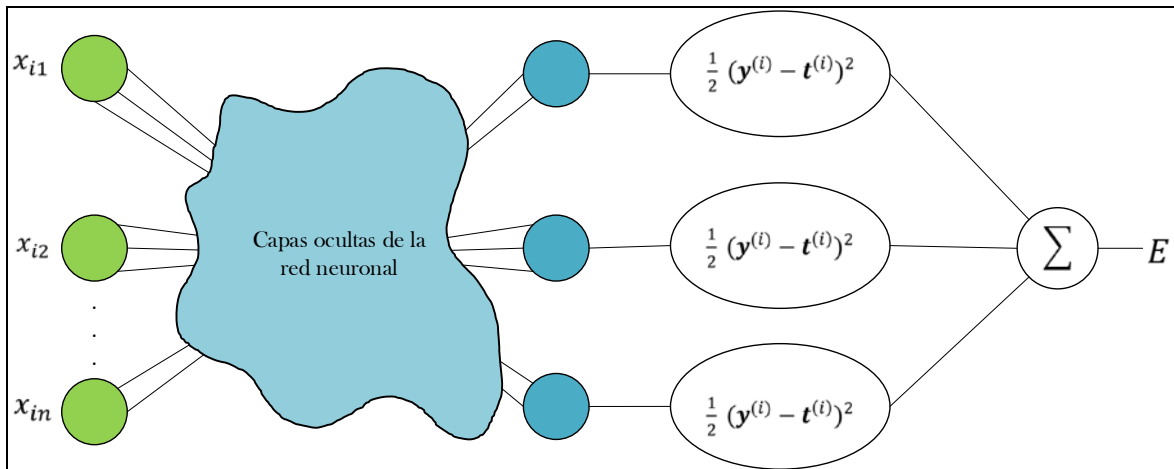 x_{i1}
½ (y^{(i)} − t^{(i)})²
x_{i2}
Capas ocultas de la
red neuronal
½ (y^{(i)} − t^{(i)})²
∑
E
.
.
.
x_{in}
½ (y^{(i)} − t^{(i)})²